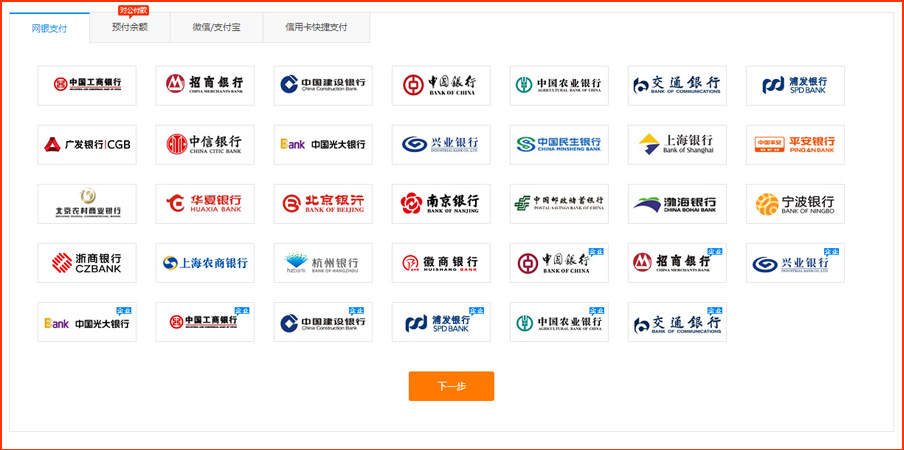 对公付款
网银支付
预付余额
微信/支付宝
信用卡快捷支付
中国工商银行
招商银行
CHINA MERCHANTS BANK
中国建设银行
China Construction Bank
中国银行
BANK OF CHINA
中国农业银行
AGRICULTURAL BANK OF CHINA
交通银行
BANK OF COMMUNICATIONS
浦发银行
SPD BANK
广发银行|CGB
中信银行
CHINA CITIC BANK
Bank 中国光大银行
兴业银行
INDUSTRIAL BANK CO.,LTD.
中国民生银行
CHINA MINSHENG BANK
上海银行
Bank of Shanghai
中国平安
平安银行
PING AN BANK
北京农村商业银行
BEIJING RURAL COMMERCIAL BANK
华夏银行
HUAXIA BANK
北京银行
BANK OF BEIJING
南京银行
BANK OF NANJING
中国邮政储蓄银行
POSTAL SAVINGS BANK OF CHINA
渤海银行
CHINA BOHAI BANK
宁波银行
BANK OF NINGBO
浙商银行
CZBANK
上海农商银行
hzbank
杭州银行
BANK OF HANGZHOU
徽商银行
HUISHANG BANK
企业
中国银行
BANK OF CHINA
企业
招商银行
CHINA MERCHANTS BANK
企业
兴业银行
INDUSTRIAL BANK CO.,LTD.
企业
Bank 中国光大银行
企业
中国工商银行
企业
中国建设银行
China Construction Bank
企业
浦发银行
SPD BANK
企业
中国农业银行
AGRICULTURAL BANK OF CHINA
企业
交通银行
BANK OF COMMUNICATIONS
下一步